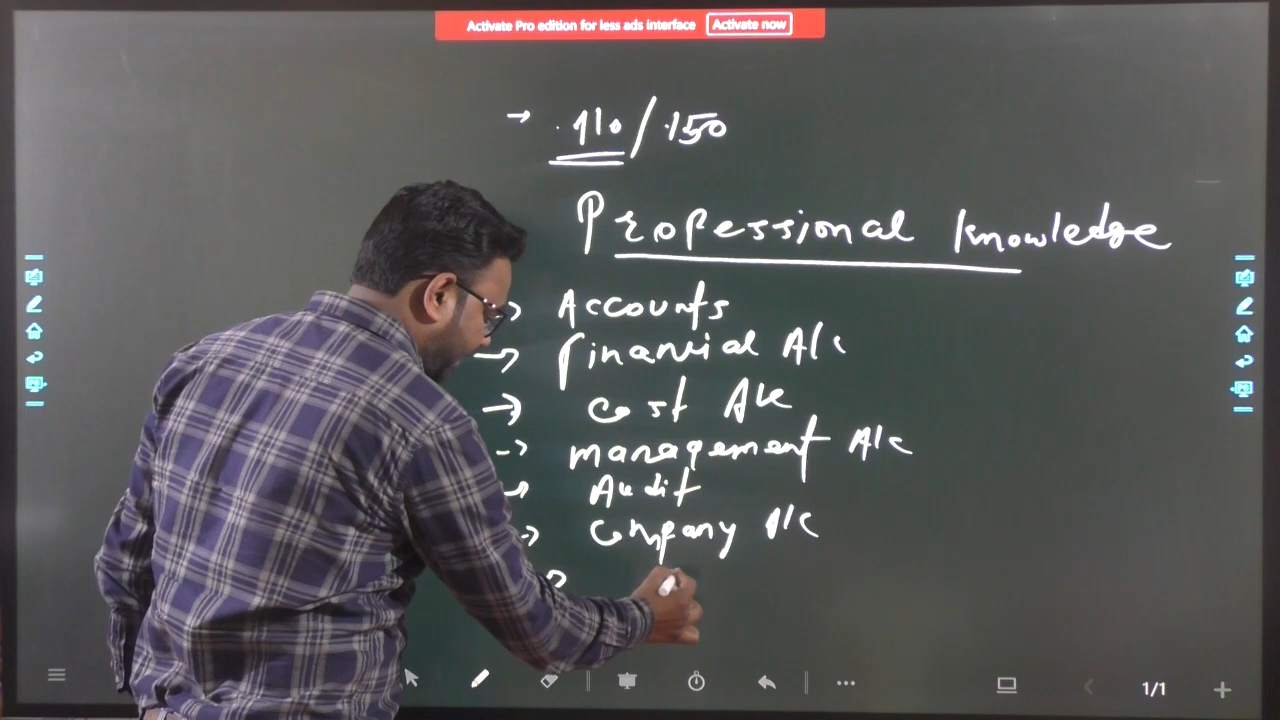 Activate Pro edition for less ads interface Activate now
→ .110/150
Professional knowledge
> Accounts
→ Financial A/c
→ Cost A/c
→ management A/c
→ Audit
→ Company A/c
1/1